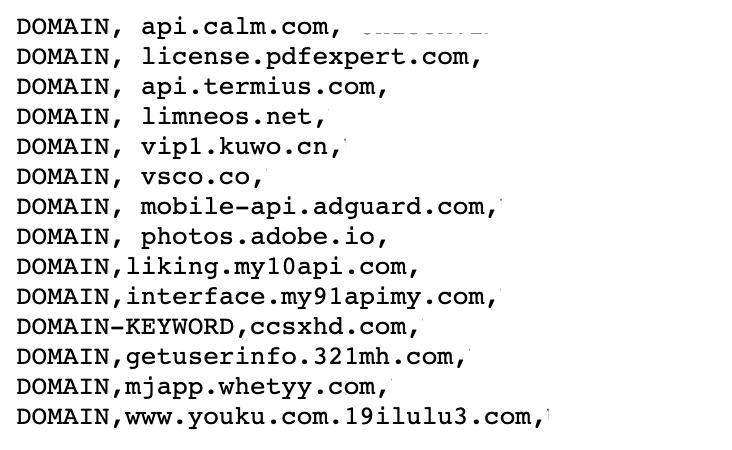 DOMAIN, api.calm.com,
DOMAIN, license.pdfexpert.com,
DOMAIN, api.termius.com,
DOMAIN, limneos.net,
DOMAIN, vip1.kuwo.cn,
DOMAIN, vsco.co,
DOMAIN, mobile-api.adguard.com,
DOMAIN, photos.adobe.io,
DOMAIN,liking.my10api.com,
DOMAIN,interface.my91apimy.com,
DOMAIN-KEYWORD,ccsxhd.com,
DOMAIN,getuserinfo.321mh.com,
DOMAIN,mjapp.whetyy.com,
DOMAIN,www.youku.com.19ilulu3.com,